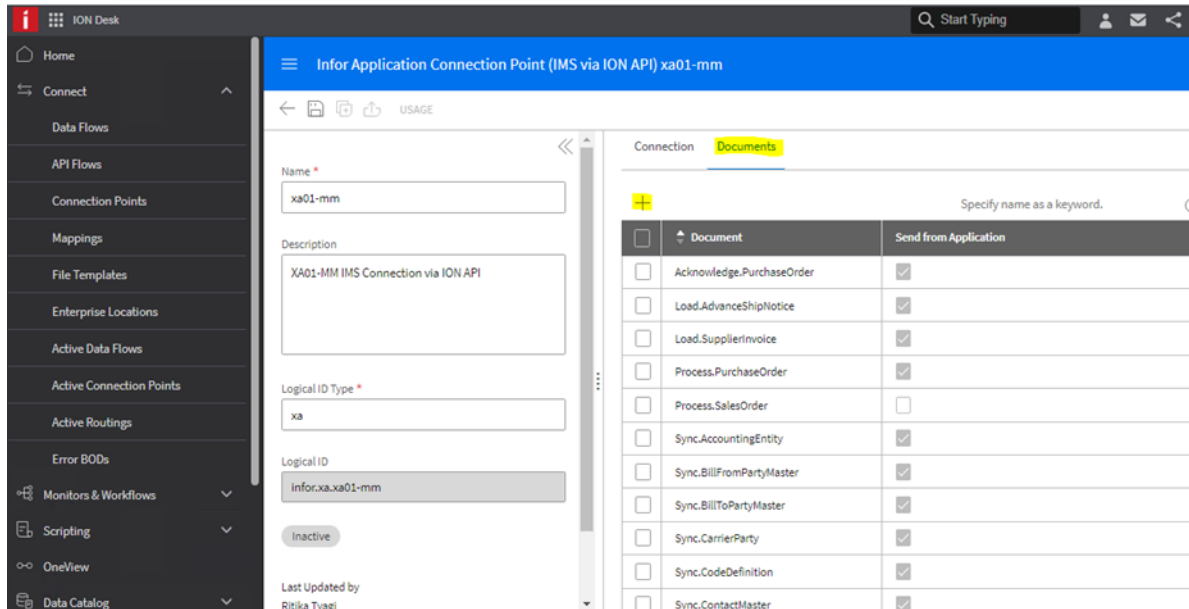 ION Desk
Start Typing
Home
Connect
Data Flows
API Flows
Connection Points
Mappings
File Templates
Enterprise Locations
Active Data Flows
Active Connection Points
Active Routings
Error BODs
Monitors & Workflows
Scripting
OneView
Data Catalog
Infor Application Connection Point (IMS via ION API) xa01-mm
USAGE
Name *
xa01-mm
Description
XA01-MM IMS Connection via ION API
Logical ID Type *
xa
Logical ID
infor.xa.xa01-mm
Inactive
Last Updated by
Ritika Tyagi
Connection Documents
Specify name as a keyword.
Document Send from Application
Acknowledge.PurchaseOrder
Load.AdvanceShipNotice
Load.SupplierInvoice
Process.PurchaseOrder
Process.SalesOrder
Sync.AccountingEntity
Sync.BillFromPartyMaster
Sync.BillToPartyMaster
Sync.CarrierParty
Sync.CodeDefinition
Sync.ContactMaster